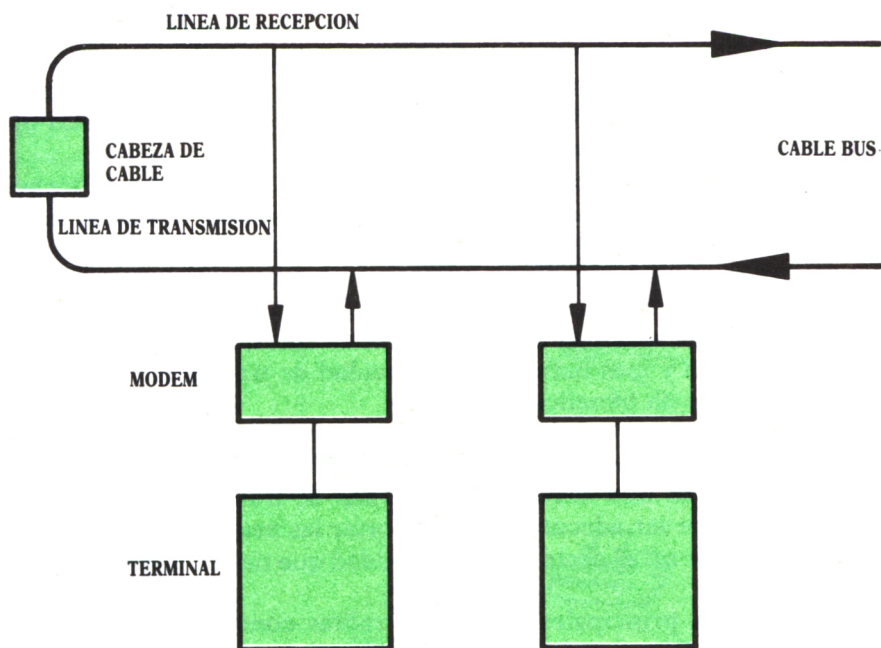 LINEA DE RECEPCION
CABEZA DE
CABLE
CABLE BUS
LINEA DE TRANSMISION
MODEM
TERMINAL